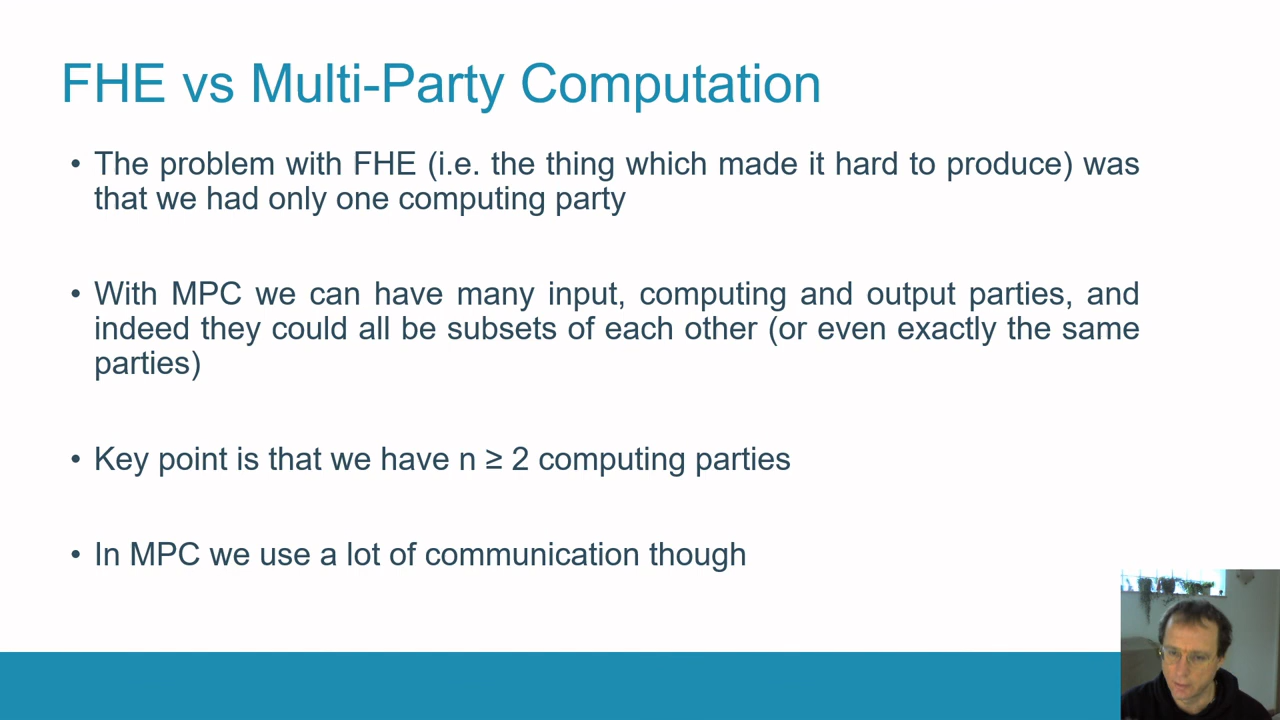 FHE vs Multi-Party Computation
• The problem with FHE (i.e. the thing which made it hard to produce) was
that we had only one computing party
• With MPC we can have many input, computing and output parties, and
indeed they could all be subsets of each other (or even exactly the same
parties)
• Key point is that we have n ≥ 2 computing parties
• In MPC we use a lot of communication though